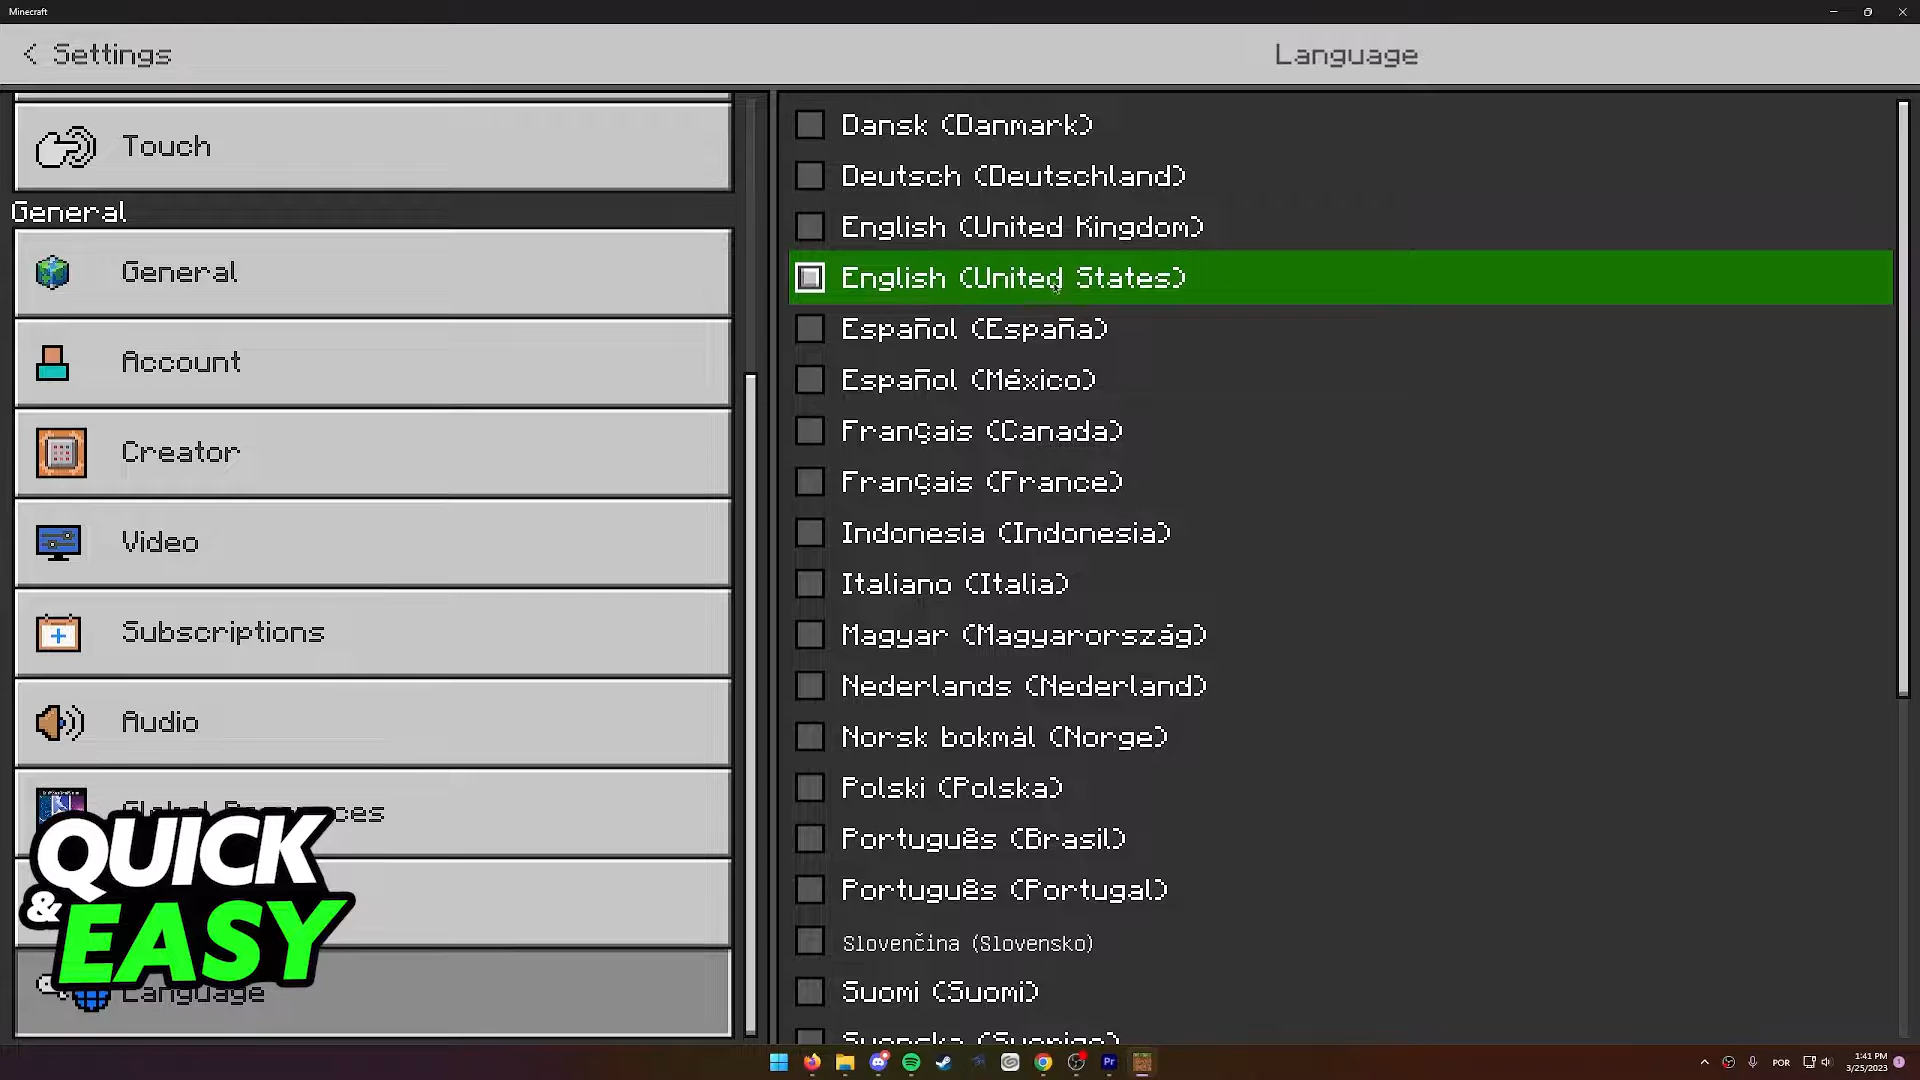 Minecraft
Settings
Language
Touch
General
General
Account
Creator
Video
Subscriptions
Audio
Language
QUICK
& EASY
Dansk (Danmark)
Deutsch (Deutschland)
English (United Kingdom)
English (United States)
Español (España)
Español (México)
Français (Canada)
Français (France)
Indonesia (Indonesia)
Italiano (Italia)
Magyar (Magyarország)
Nederlands (Nederland)
Norsk bokmål (Norge)
Polski (Polska)
Português (Brasil)
Português (Portugal)
Slovenčina (Slovensko)
Suomi (Suomi)
Pr
POR
1:41 PM
3/25/2023